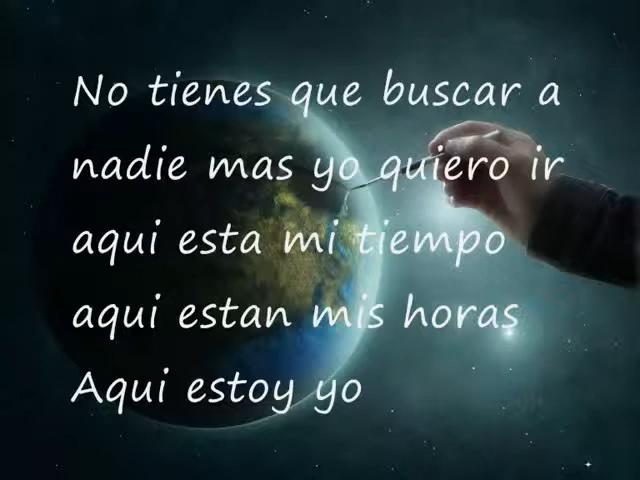 No tienes que buscar a
nadie mas yo quiero ir
aqui esta mi tiempo
aqui estan mis horas
Aqui estoy yo